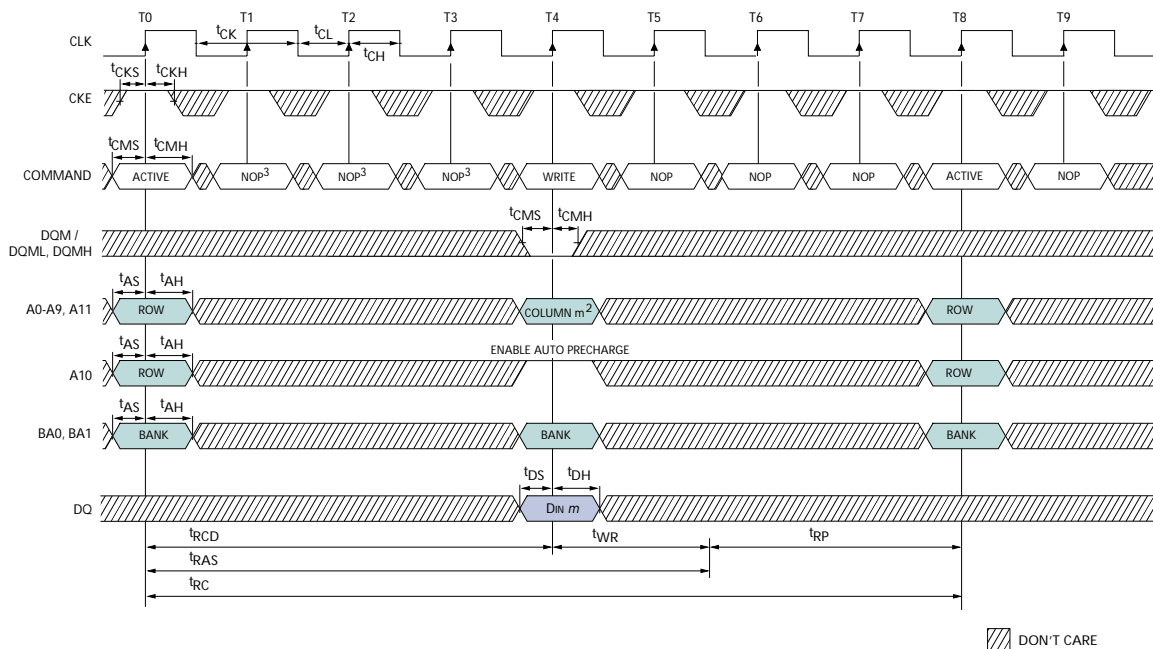 T0 T1 T2 T3 T4 T5 T6 T7 T8 T9
CLK tCK tCL tCH
tCKS tCKH
CKE
tCMS tCMH
COMMAND ACTIVE NOP3 NOP3 NOP3 WRITE NOP NOP NOP ACTIVE NOP
tCMS tCMH
DQM /
DQML, DQMH
tAS tAH
A0-A9, A11 ROW COLUMN m2 ROW
tAS tAH ENABLE AUTO PRECHARGE
A10 ROW ROW
tAS tAH
BA0, BA1 BANK BANK BANK
tDS tDH
DQ DIN m
tRCD tWR tRP
tRAS
tRC
DON'T CARE